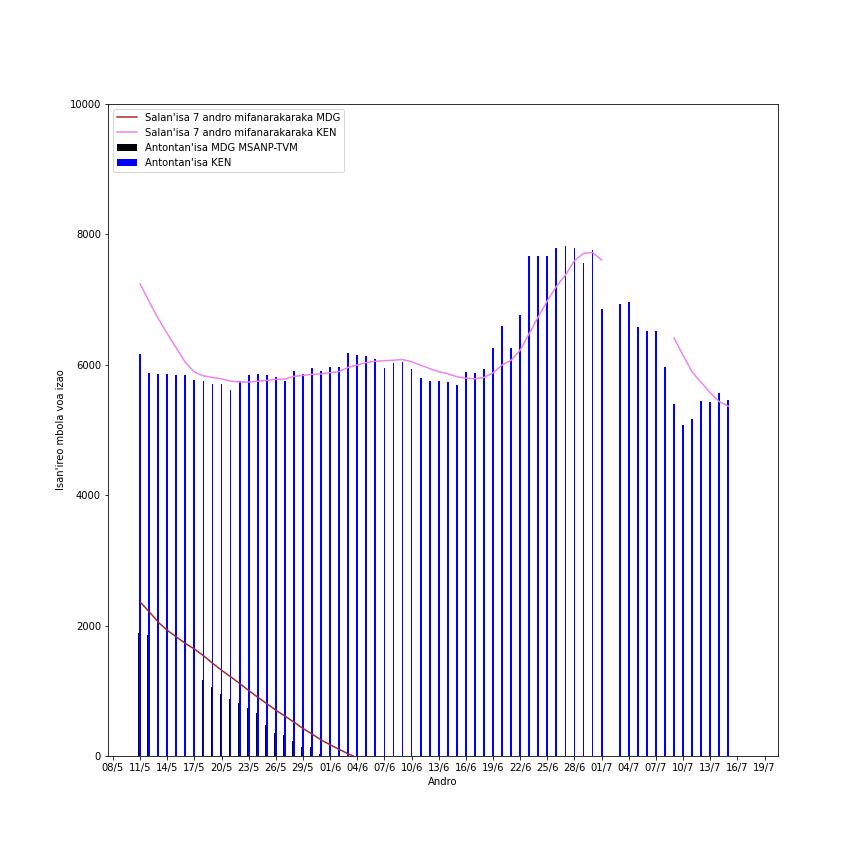 Salan'isa 7 andro mifanarakaraka MDG
Salan'isa 7 andro mifanarakaraka KEN
Antontan'isa MDG MSANP-TVM
Antontan'isa KEN
10000
8000
6000
4000
2000
0
Isan'ireo mbola voa izao
08/5 11/5 14/5 17/5 20/5 23/5 26/5 29/5 01/6 04/6 07/6 10/6 13/6 16/6 19/6 22/6 25/6 28/6 01/7 04/7 07/7 10/7 13/7 16/7 19/7
Andro